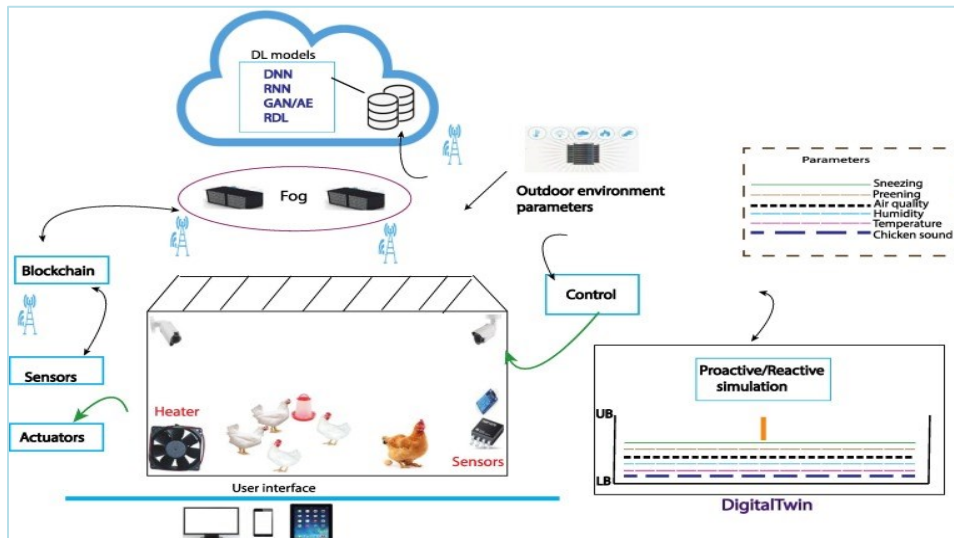 DL models
DNN
RNN
GAN/AE
RDL
Fog
Outdoor environment
parameters
Parameters
Sneezing
Preening
Air quality
Humidity
Temperature
Chicken sound
Blockchain
Control
Sensors
Actuators
Heater
Sensors
Proactive/Reactive
simulation
UB
LB
DigitalTwin
User interface